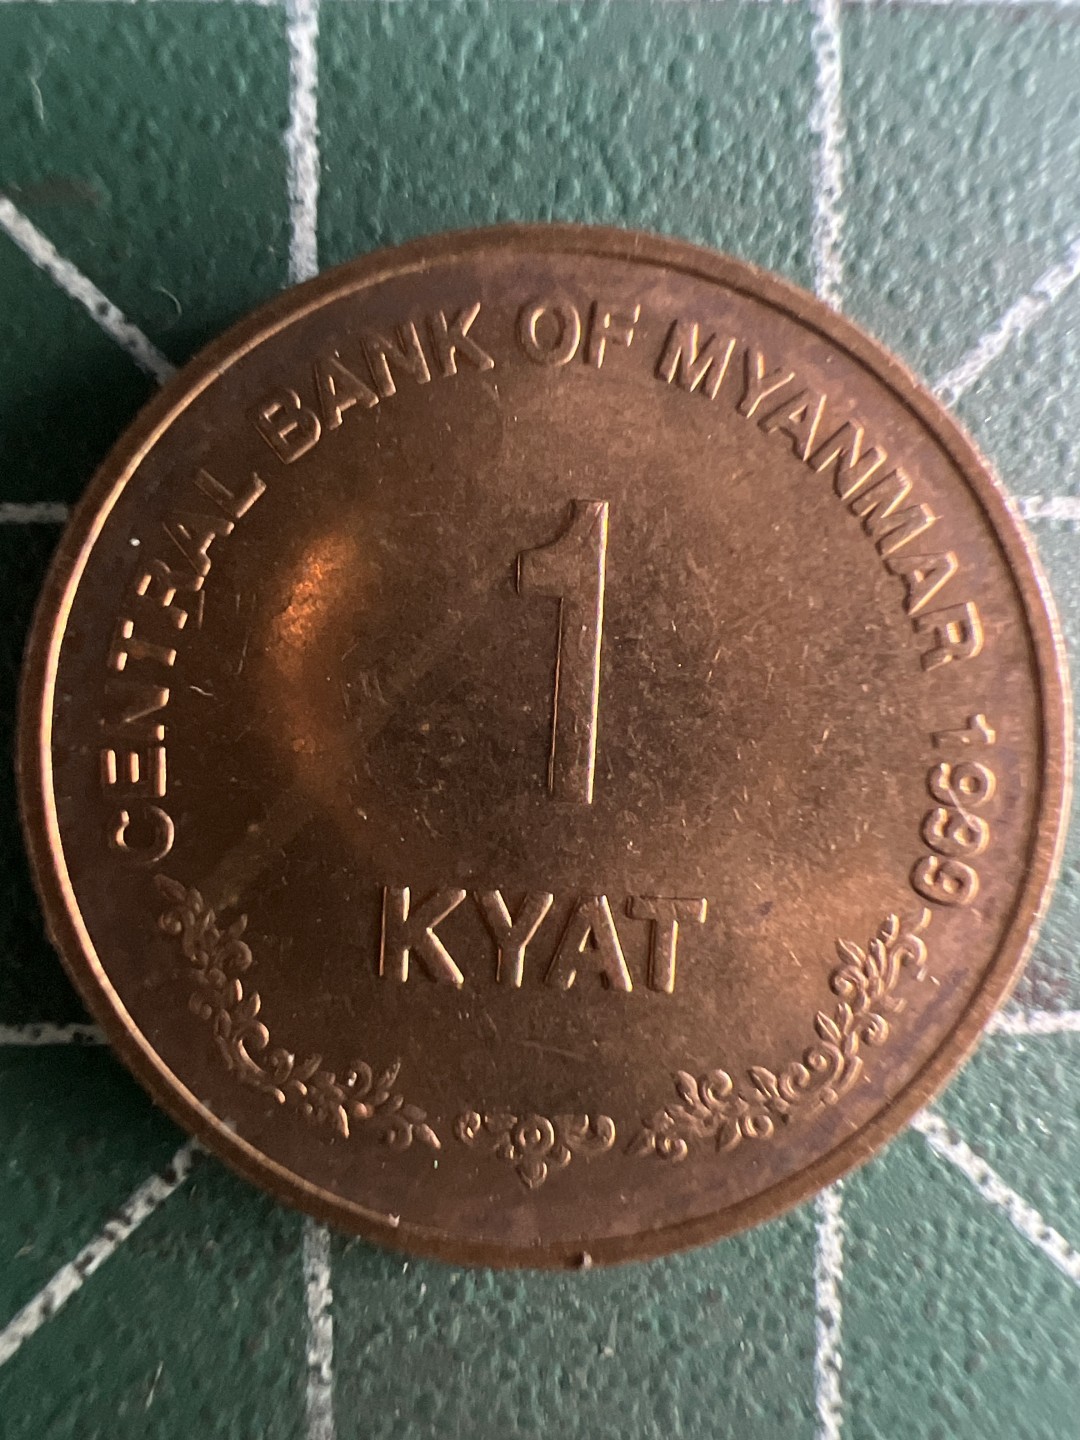 CENTRAL BANK OF MYANMAR 1999
1
KYAT